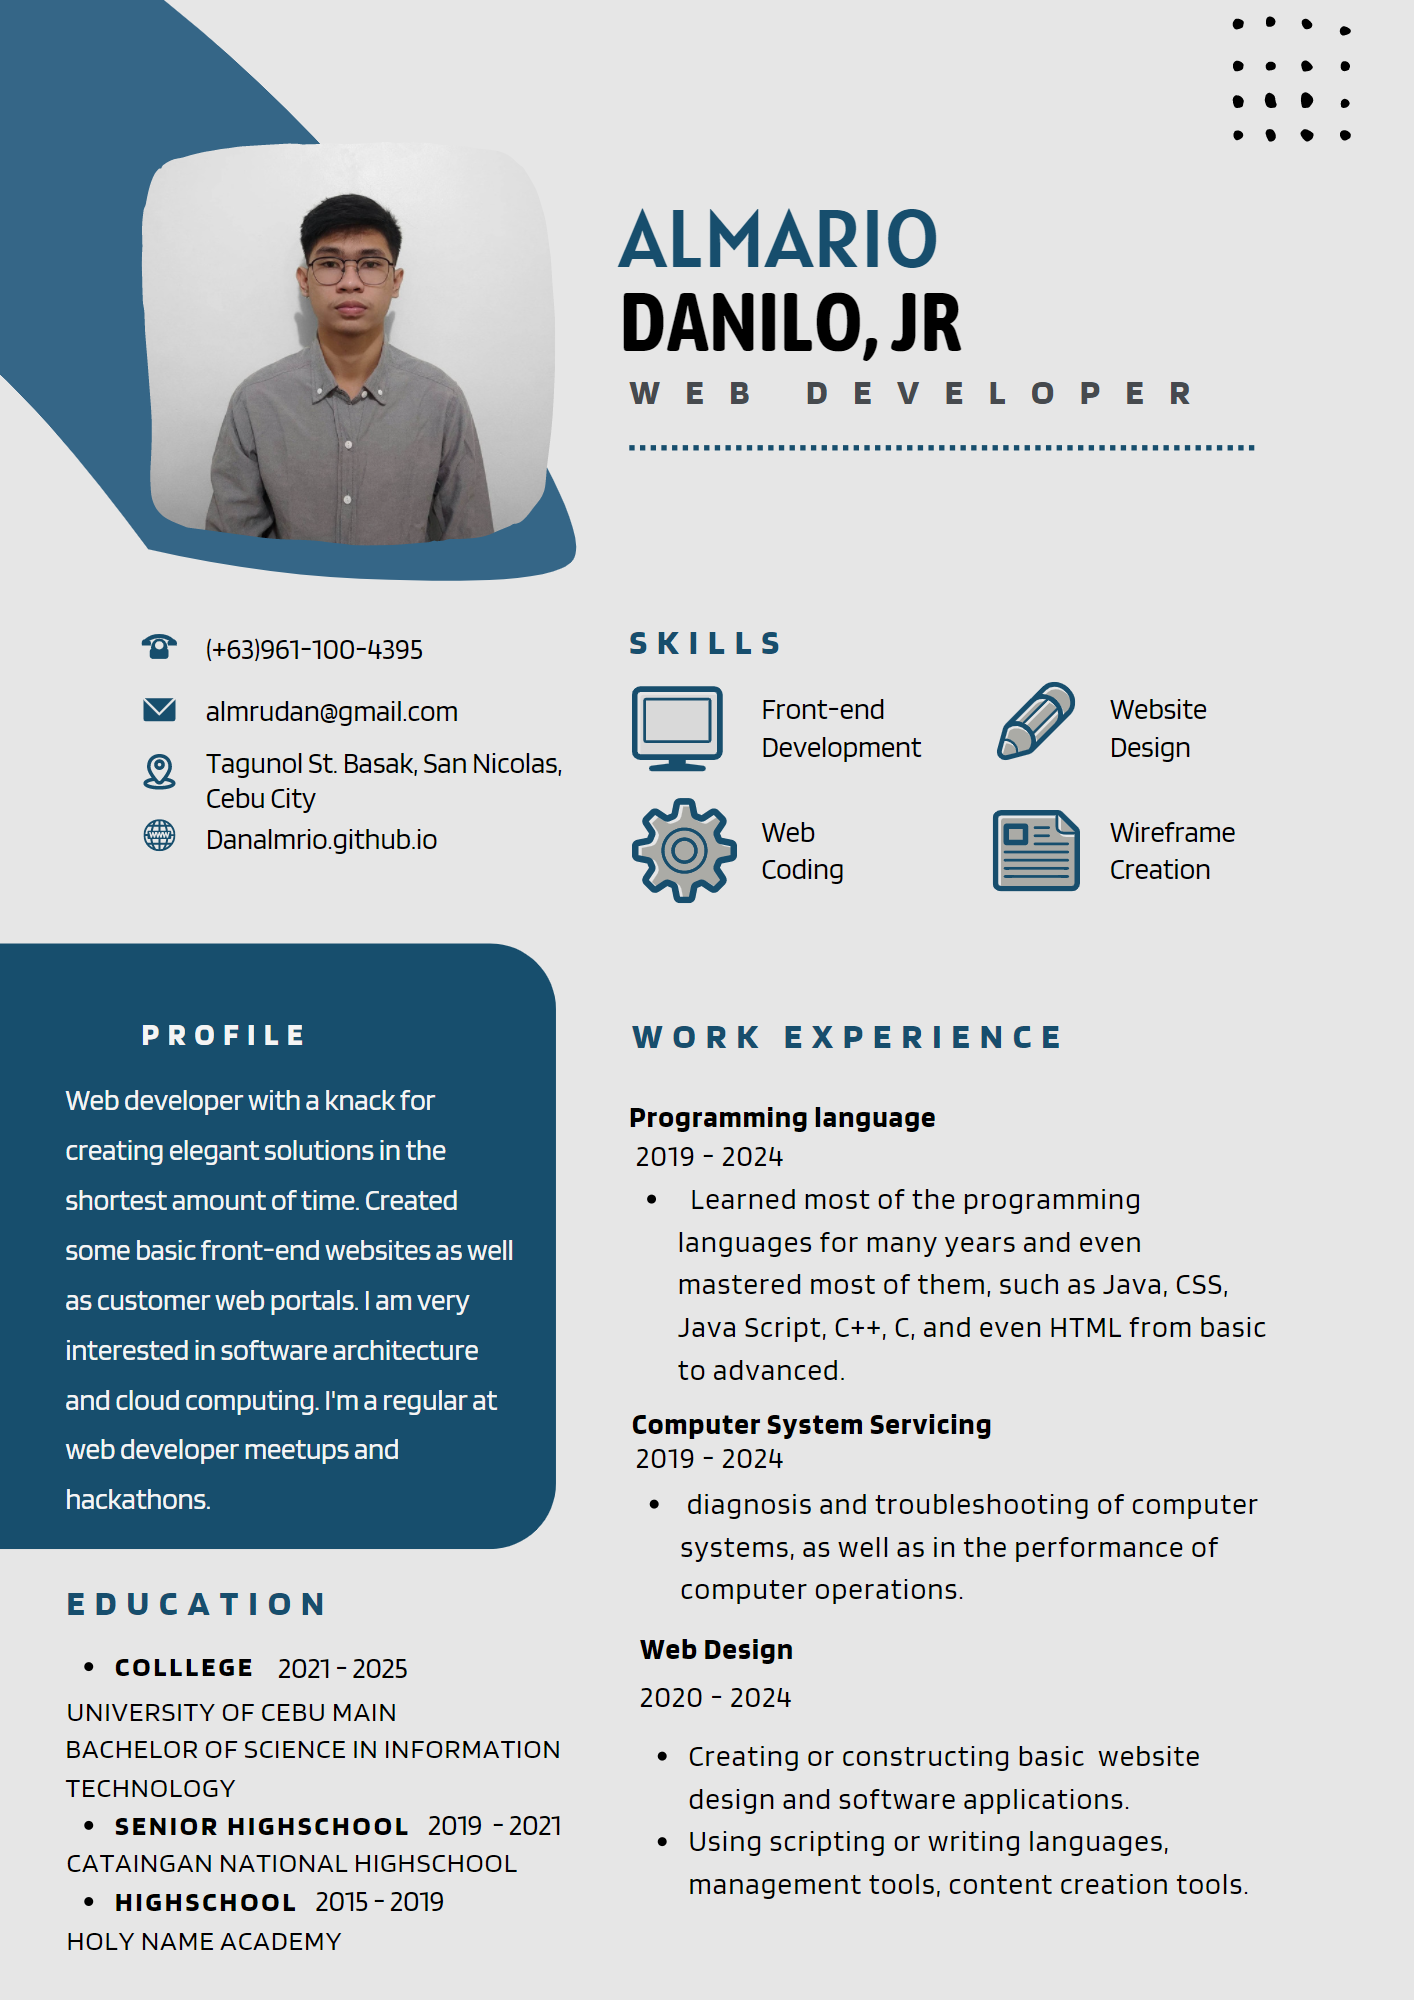 ALMARIO
DANILO, JR
WEB DEVELOPER
(+63)961-100-4395
almrudan@gmail.com
Tagunol St. Basak, San Nicolas,
Cebu City
Danalmrio.github.io
SKILLS
Front-end
Development
Website
Design
Web
Coding
Wireframe
Creation
PROFILE
Web developer with a knack for
creating elegant solutions in the
shortest amount of time. Created
some basic front-end websites as well
as customer web portals. I am very
interested in software architecture
and cloud computing. I'm a regular at
web developer meetups and
hackathons.
EDUCATION
• COLLLEGE 2021 - 2025
UNIVERSITY OF CEBU MAIN
BACHELOR OF SCIENCE IN INFORMATION
TECHNOLOGY
• SENIOR HIGHSCHOOL 2019 - 2021
CATAINGAN NATIONAL HIGHSCHOOL
• HIGHSCHOOL 2015 - 2019
HOLY NAME ACADEMY
WORK EXPERIENCE
Programming language
2019 - 2024
• Learned most of the programming
languages for many years and even
mastered most of them, such as Java, CSS,
Java Script, C++, C, and even HTML from basic
to advanced.
Computer System Servicing
2019 - 2024
• diagnosis and troubleshooting of computer
systems, as well as in the performance of
computer operations.
Web Design
2020 - 2024
• Creating or constructing basic website
design and software applications.
• Using scripting or writing languages,
management tools, content creation tools.